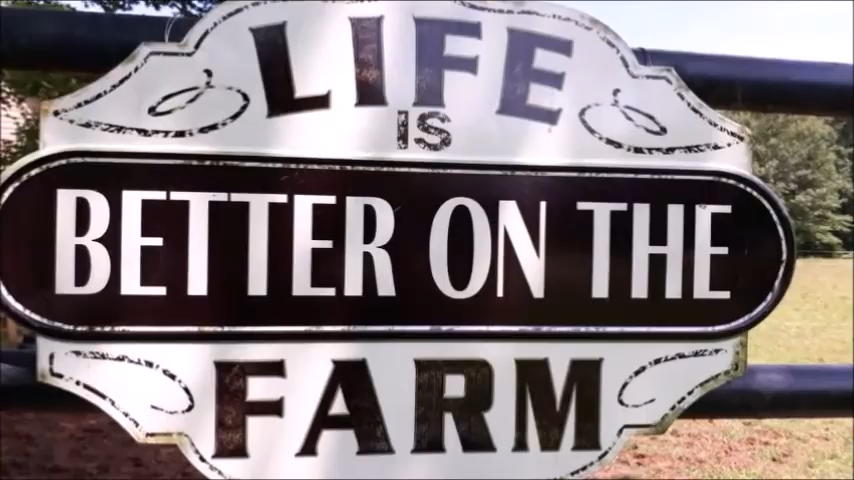 LIFE
IS
BETTER ON THE
FARM